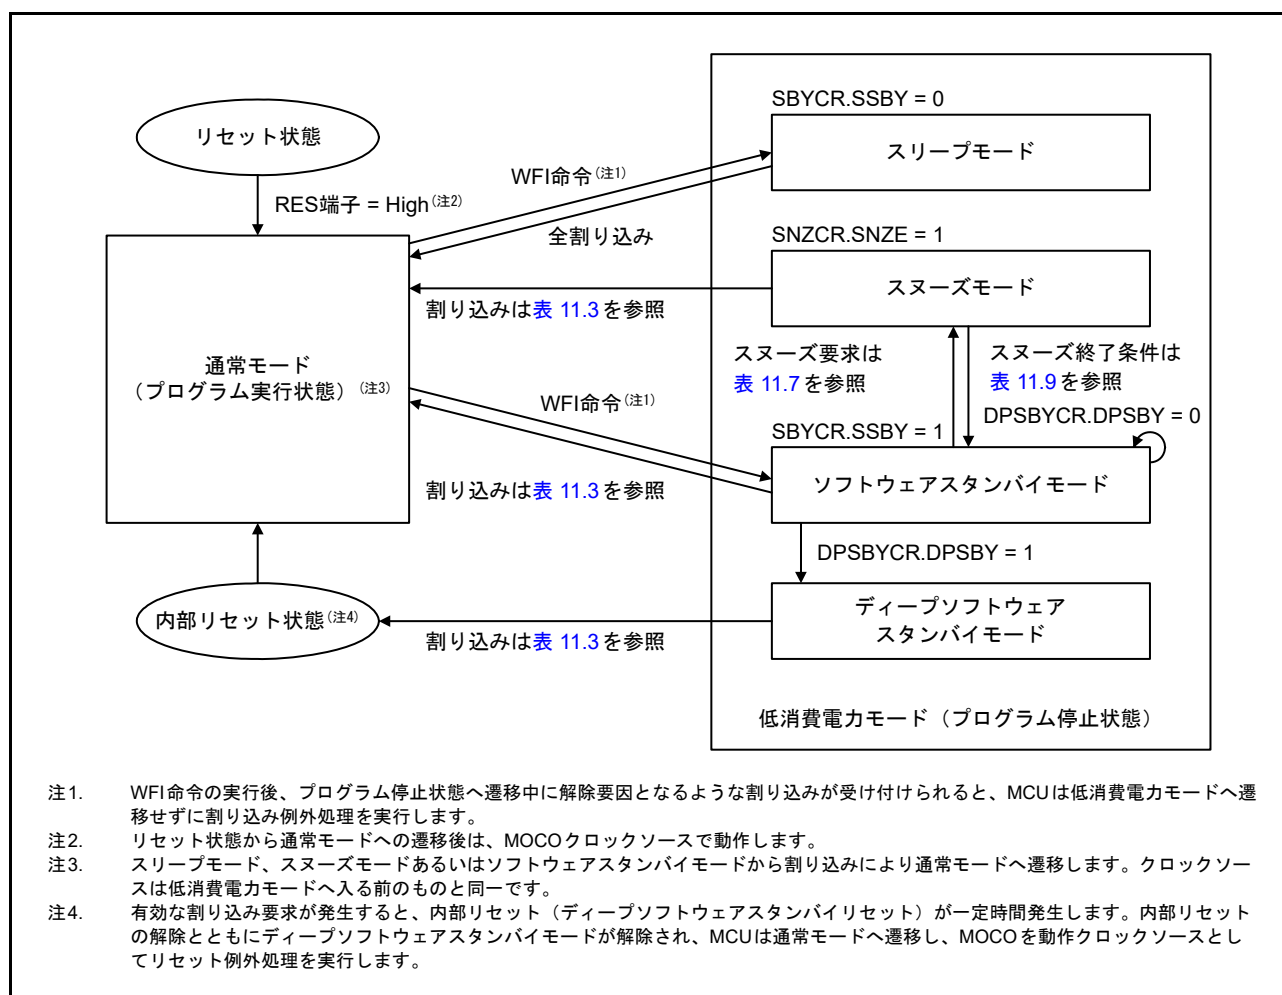 SBYCR.SSBY = 0
リセット状態
スリープモード
WFI命令(注1)
RES端子 = High(注2)
全割り込み
SNZCR.SNZE = 1
スヌーズモード
割り込みは表 11.3を参照
通常モード
（プログラム実行状態）(注3)
スヌーズ要求は
表 11.7を参照
スヌーズ終了条件は
表 11.9を参照
WFI命令(注1)
DPSBYCR.DPSBY = 0
SBYCR.SSBY = 1
ソフトウェアスタンバイモード
割り込みは表 11.3を参照
DPSBYCR.DPSBY = 1
内部リセット状態(注4)
ディープソフトウェア
スタンバイモード
割り込みは表 11.3を参照
低消費電力モード（プログラム停止状態）
注1. WFI命令の実行後、プログラム停止状態へ遷移中に解除要因となるような割り込みが受け付けられると、MCUは低消費電力モードへ遷
移せずに割り込み例外処理を実行します。
注2. リセット状態から通常モードへの遷移後は、MOCOクロックソースで動作します。
注3. スリープモード、スヌーズモードあるいはソフトウェアスタンバイモードから割り込みにより通常モードへ遷移します。クロックソー
スは低消費電力モードへ入る前のものと同一です。
注4. 有効な割り込み要求が発生すると、内部リセット（ディープソフトウェアスタンバイリセット）が一定時間発生します。内部リセット
の解除とともにディープソフトウェアスタンバイモードが解除され、MCUは通常モードへ遷移し、MOCOを動作クロックソースとし
てリセット例外処理を実行します。